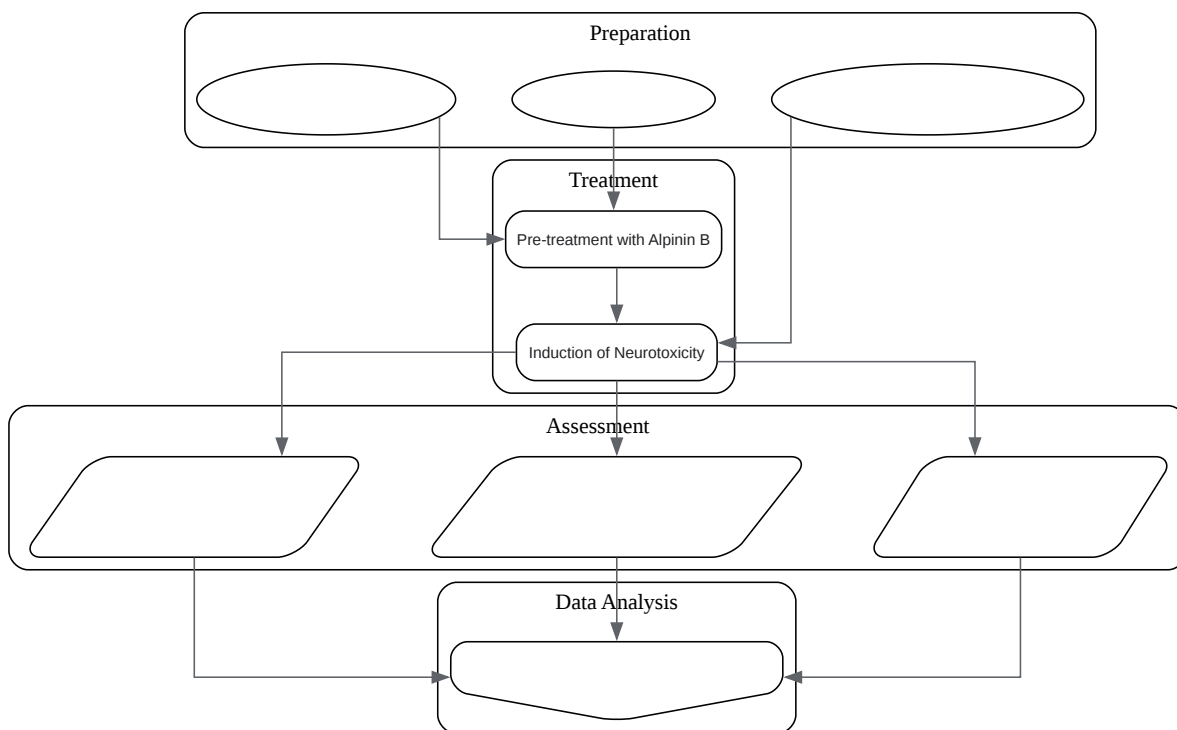 Preparation
Treatment
Pre-treatment with Alpinin B
Induction of Neurotoxicity
Assessment
Data Analysis